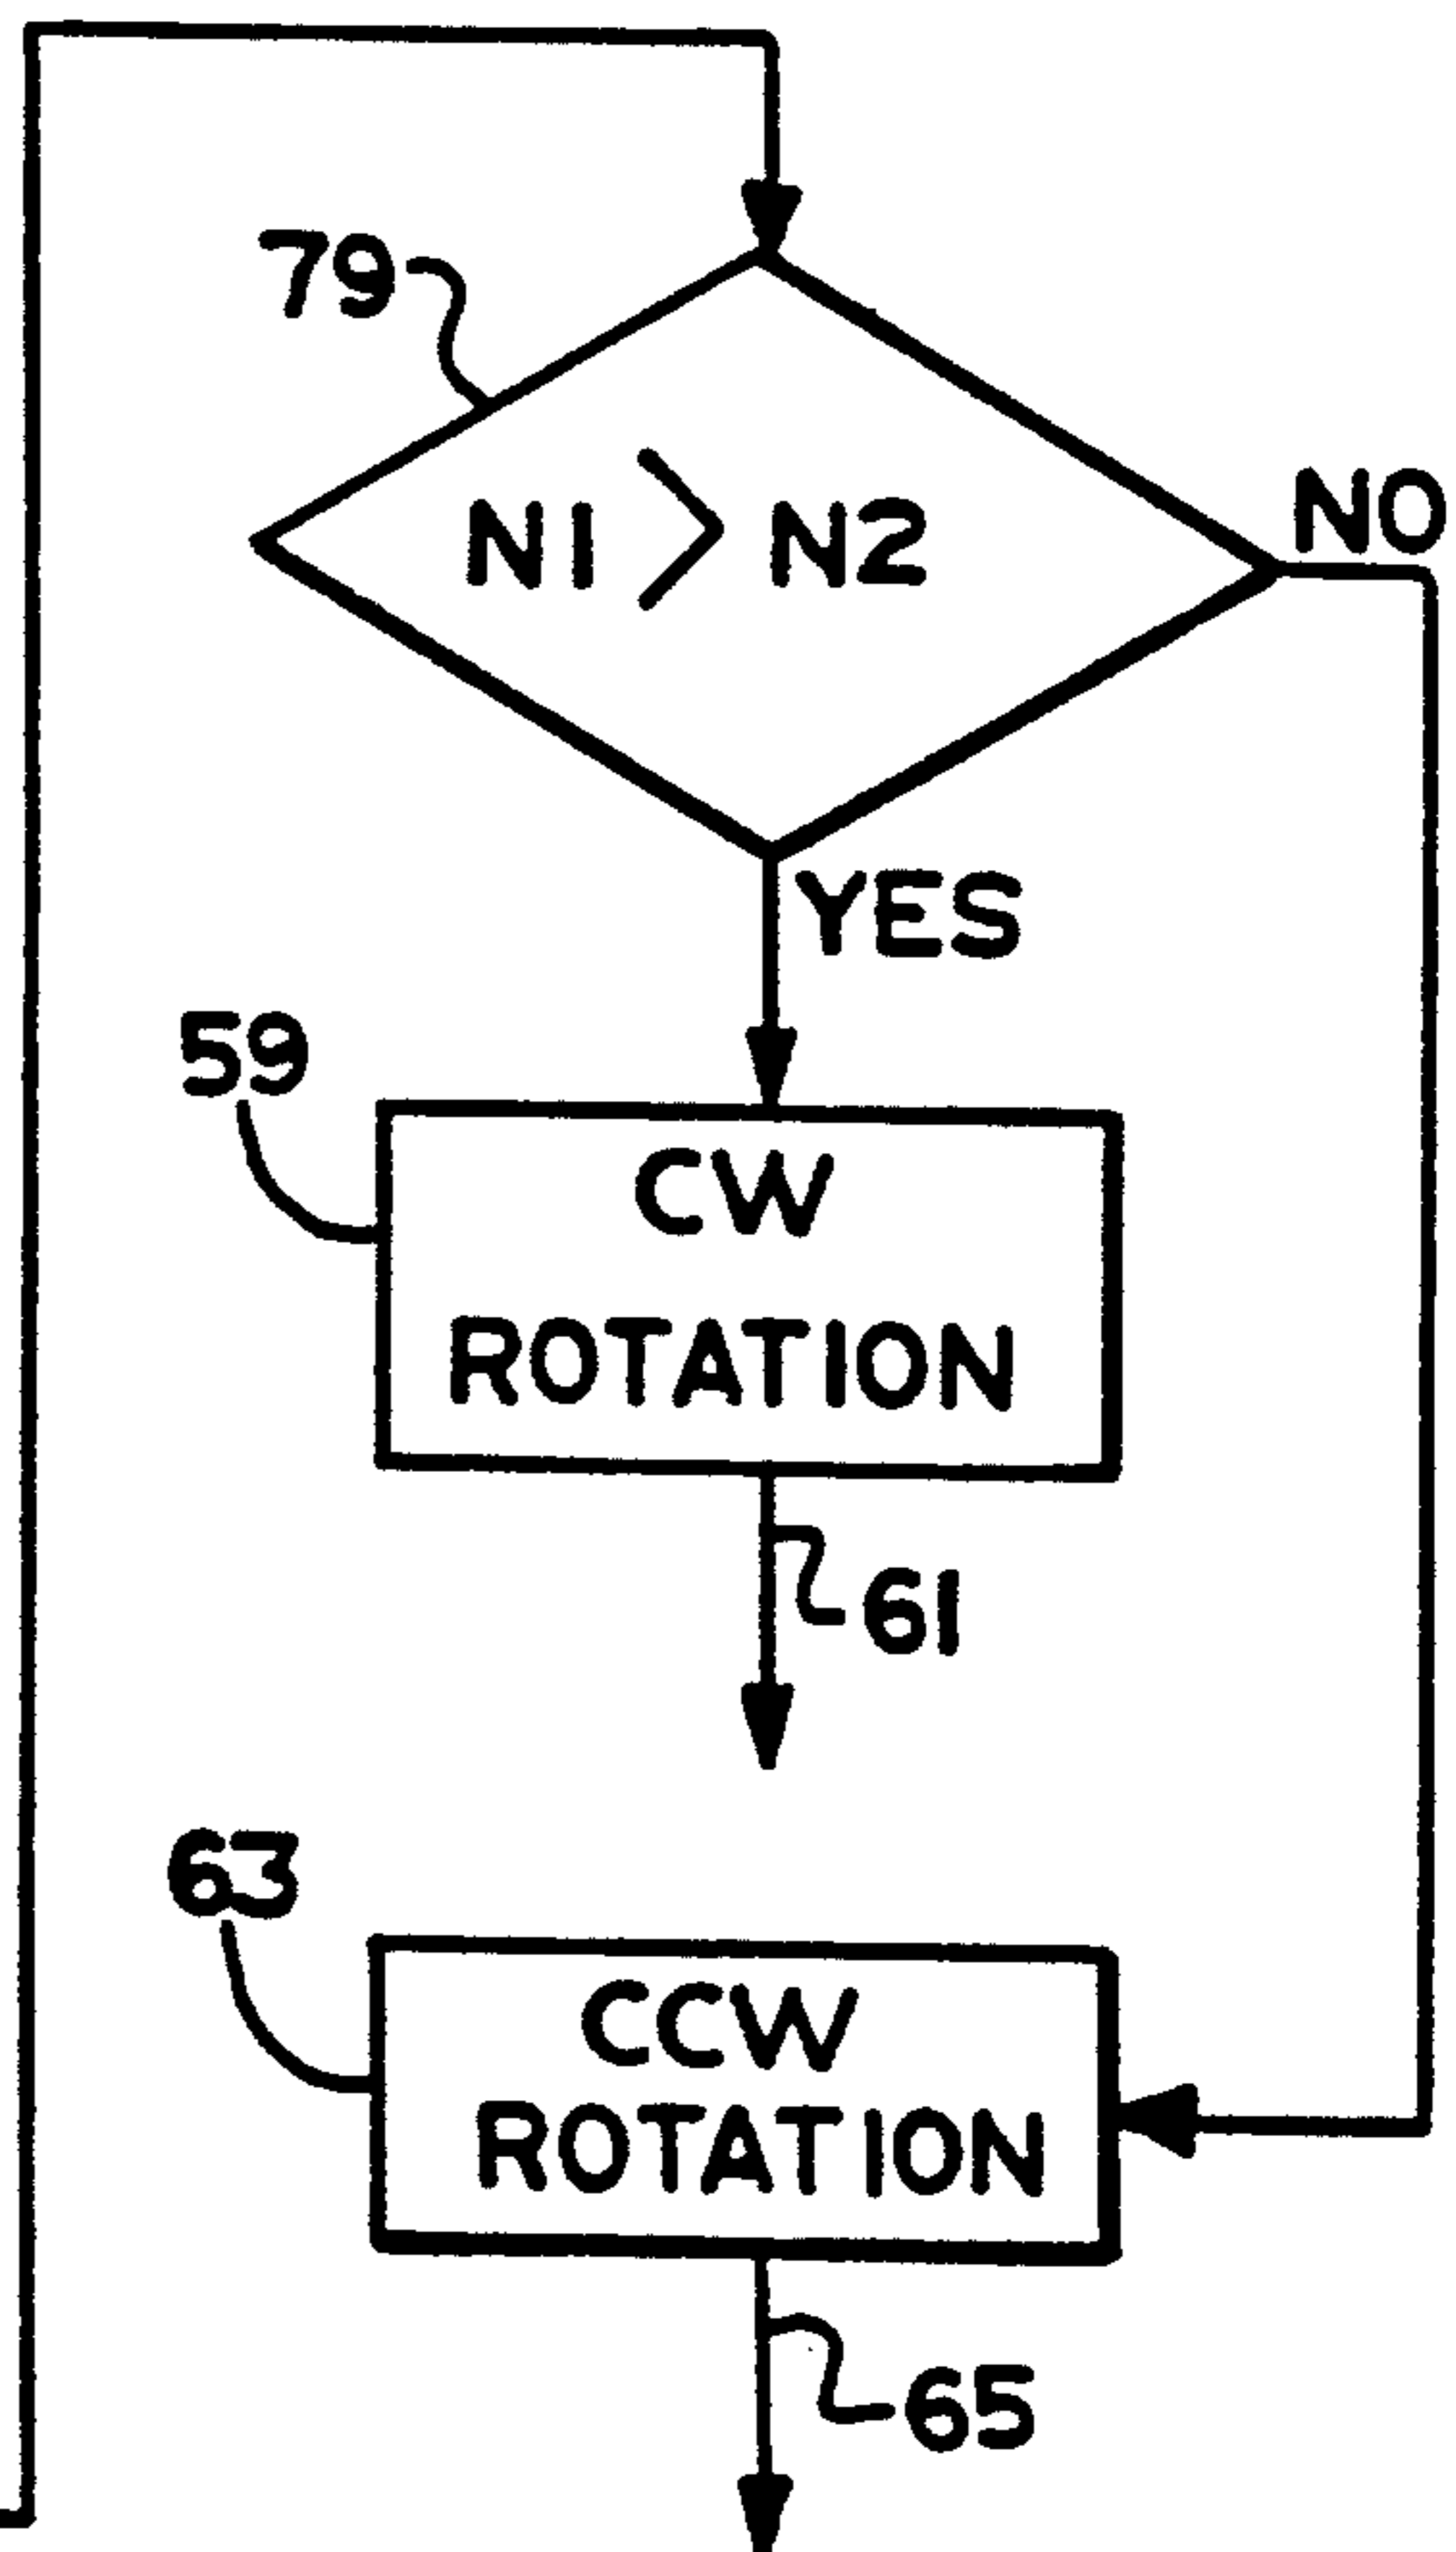 79
N1 > N2
NO
YES
59
CW
ROTATION
61
63
CCW
ROTATION
65